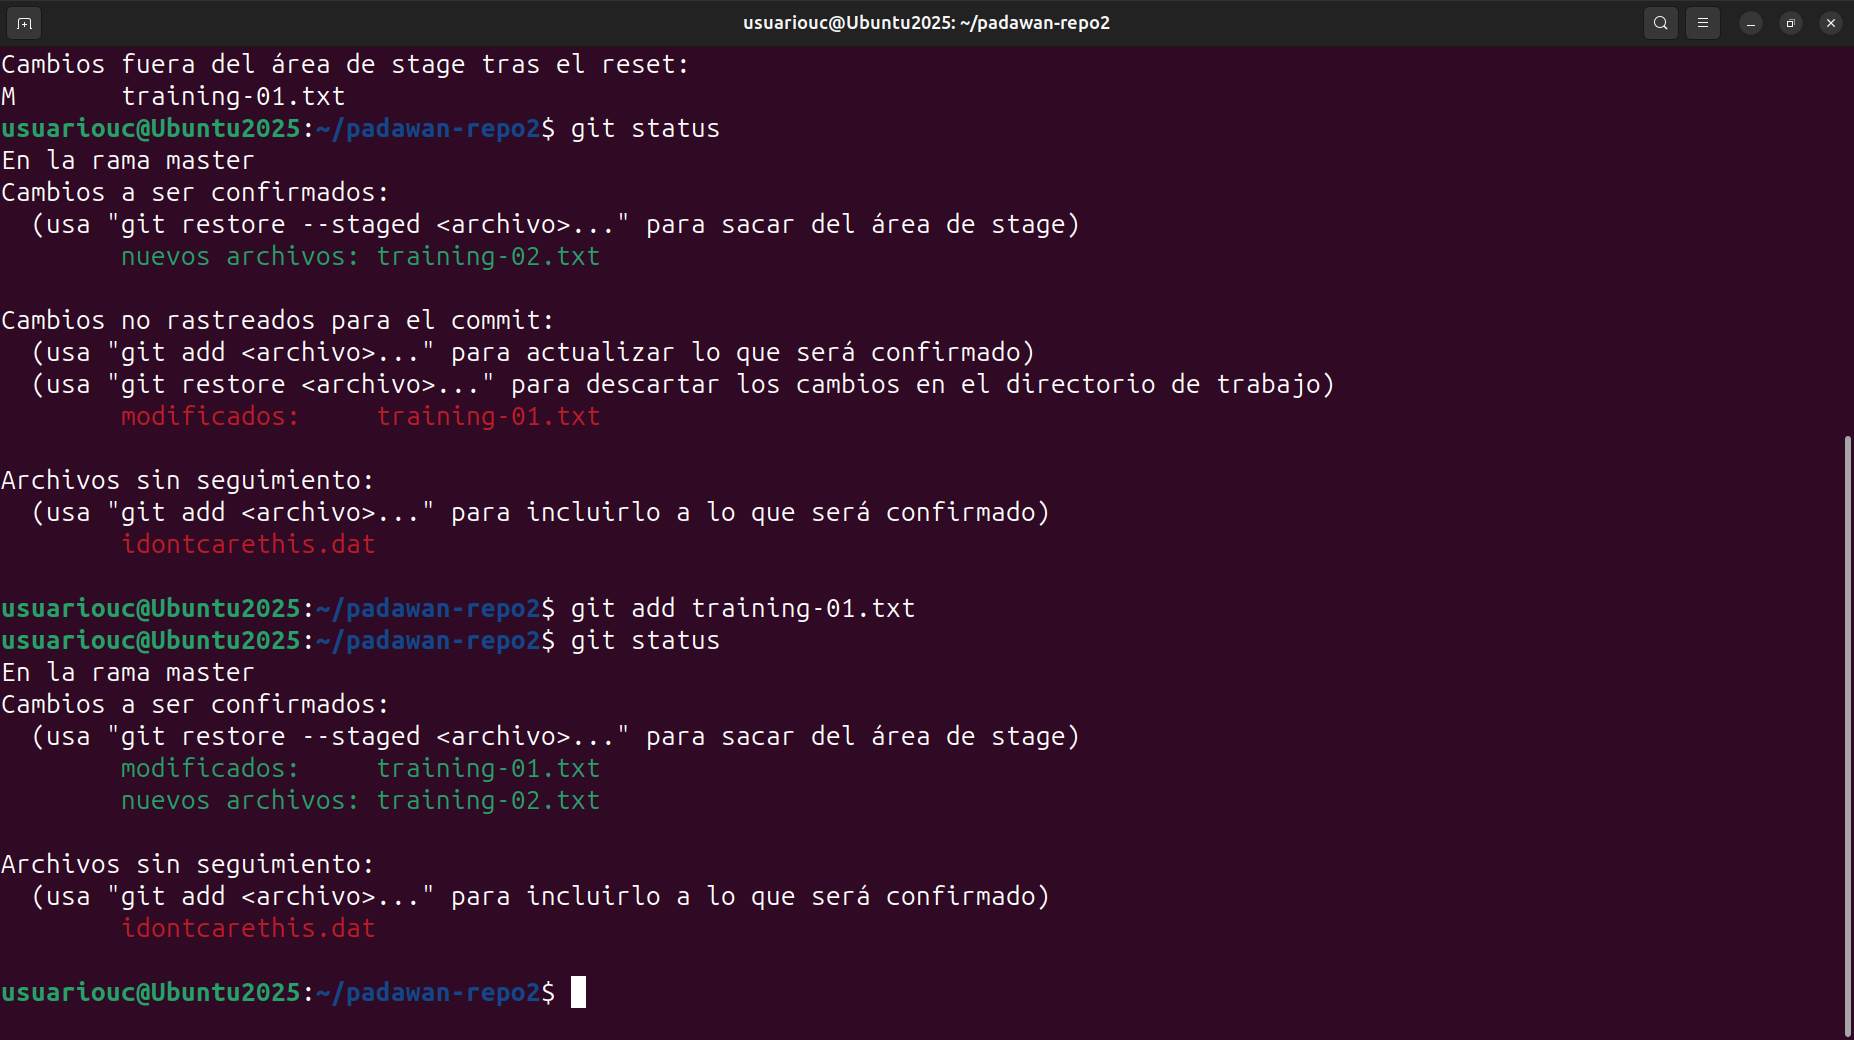 usuariouc@Ubuntu2025: ~/padawan-repo2
Cambios fuera del área de stage tras el reset:
M       training-01.txt
usuariouc@Ubuntu2025:~/padawan-repo2$ git status
En la rama master
Cambios a ser confirmados:
  (usa "git restore --staged <archivo>..." para sacar del área de stage)
        nuevos archivos: training-02.txt

Cambios no rastreados para el commit:
  (usa "git add <archivo>..." para actualizar lo que será confirmado)
  (usa "git restore <archivo>..." para descartar los cambios en el directorio de trabajo)
        modificados:     training-01.txt

Archivos sin seguimiento:
  (usa "git add <archivo>..." para incluirlo a lo que será confirmado)
        idontcarethis.dat

usuariouc@Ubuntu2025:~/padawan-repo2$ git add training-01.txt
usuariouc@Ubuntu2025:~/padawan-repo2$ git status
En la rama master
Cambios a ser confirmados:
  (usa "git restore --staged <archivo>..." para sacar del área de stage)
        modificados:     training-01.txt
        nuevos archivos: training-02.txt

Archivos sin seguimiento:
  (usa "git add <archivo>..." para incluirlo a lo que será confirmado)
        idontcarethis.dat

usuariouc@Ubuntu2025:~/padawan-repo2$